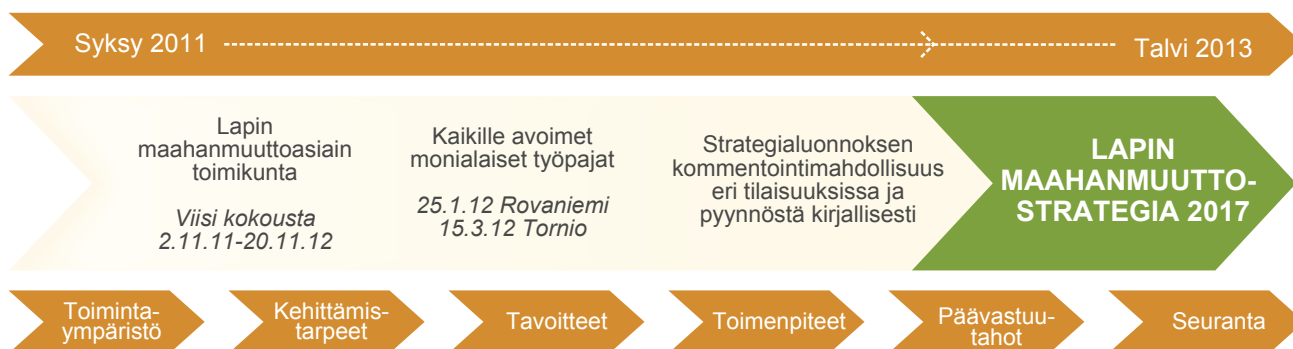 Syksy 2011
Talvi 2013
Lapin
maahanmuuttoasiain
toimikunta
Viisi kokousta
2.11.11-20.11.12
Kaikille avoimet
monialaiset työpajat
25.1.12 Rovaniemi
15.3.12 Tornio
Strategialuonnoksen
kommentointimahdollisuus
eri tilaisuuksissa ja
pyynnöstä kirjallisesti
LAPIN
MAAHANMUUTTO-
STRATEGIA 2017
Toiminta-
ympäristö
Kehittämis-
tarpeet
Tavoitteet
Toimenpiteet
Päävastuu-
tahot
Seuranta